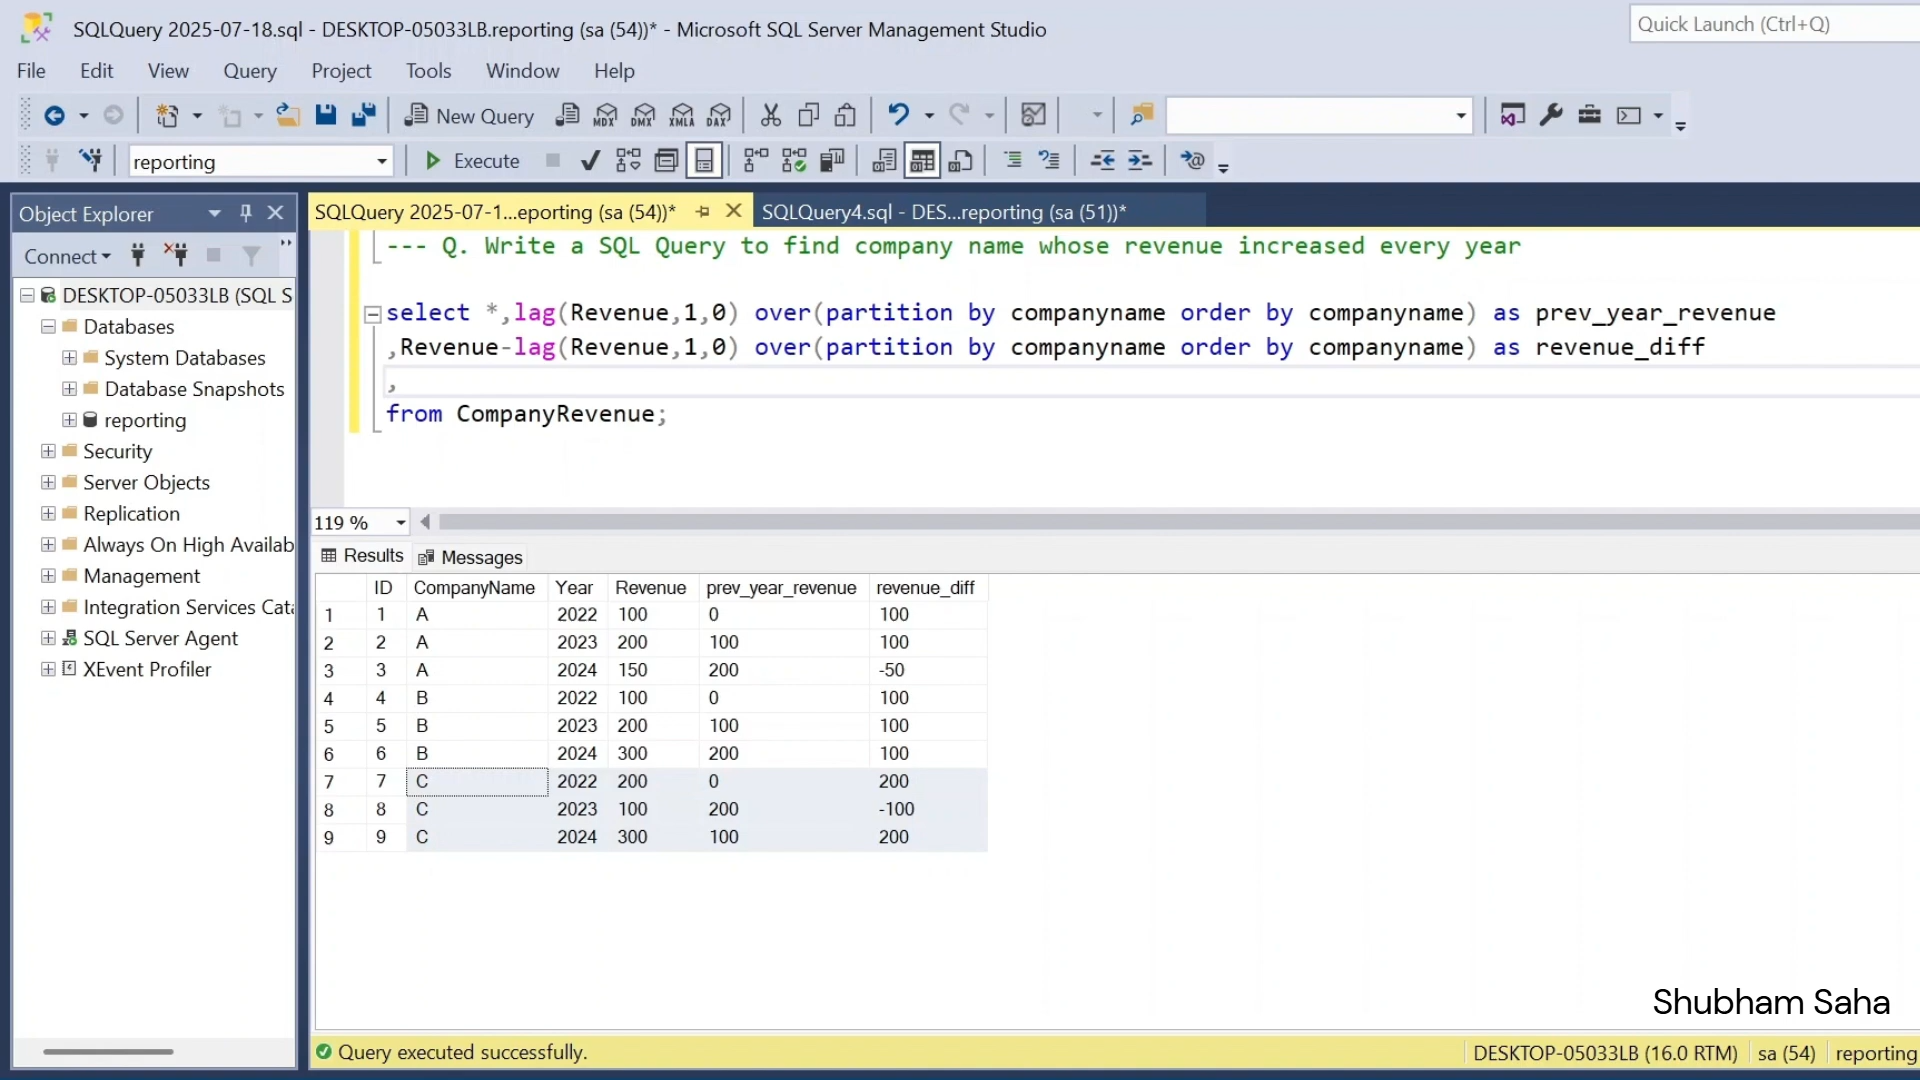 SQLQuery 2025-07-18.sql - DESKTOP-05033LB.reporting (sa (54))* - Microsoft SQL Server Management Studio
Quick Launch (Ctrl+Q)
File Edit View Query Project Tools Window Help
New Query MDX DMX XMLA DAX
reporting Execute
Object Explorer
SQLQuery 2025-07-1...eporting (sa (54))* SQLQuery4.sql - DES...reporting (sa (51))*
Connect
DESKTOP-05033LB (SQL S
Databases
System Databases
Database Snapshots
reporting
Security
Server Objects
Replication
Always On High Availab
Management
Integration Services Cata
SQL Server Agent
XEvent Profiler
--- Q. Write a SQL Query to find company name whose revenue increased every year
select *,lag(Revenue,1,0) over(partition by companyname order by companyname) as prev_year_revenue
,Revenue-lag(Revenue,1,0) over(partition by companyname order by companyname) as revenue_diff
,
from CompanyRevenue;
119 %
Results Messages
ID CompanyName Year Revenue prev_year_revenue revenue_diff
1 1 A 2022 100 0 100
2 2 A 2023 200 100 100
3 3 A 2024 150 200 -50
4 4 B 2022 100 0 100
5 5 B 2023 200 100 100
6 6 B 2024 300 200 100
7 7 C 2022 200 0 200
8 8 C 2023 100 200 -100
9 9 C 2024 300 100 200
Shubham Saha
Query executed successfully. DESKTOP-05033LB (16.0 RTM) sa (54) reporting